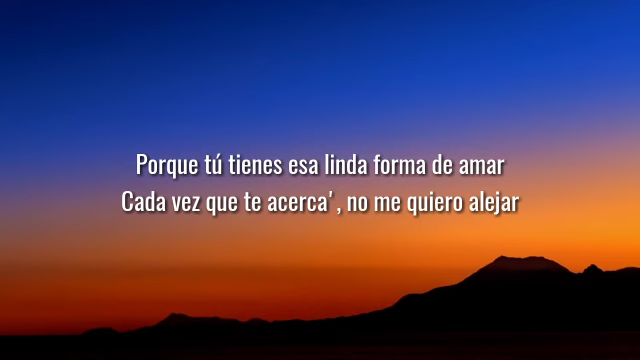 Porque tú tienes esa linda forma de amar
Cada vez que te acerca', no me quiero alejar